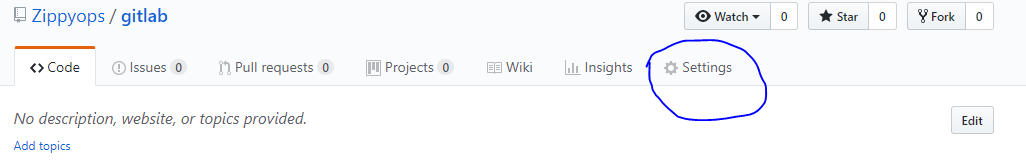 Zippyops / gitlab
Watch 0 Star 0 Fork 0
Code Issues 0 Pull requests 0 Projects 0 Wiki Insights Settings
No description, website, or topics provided.
Edit
Add topics